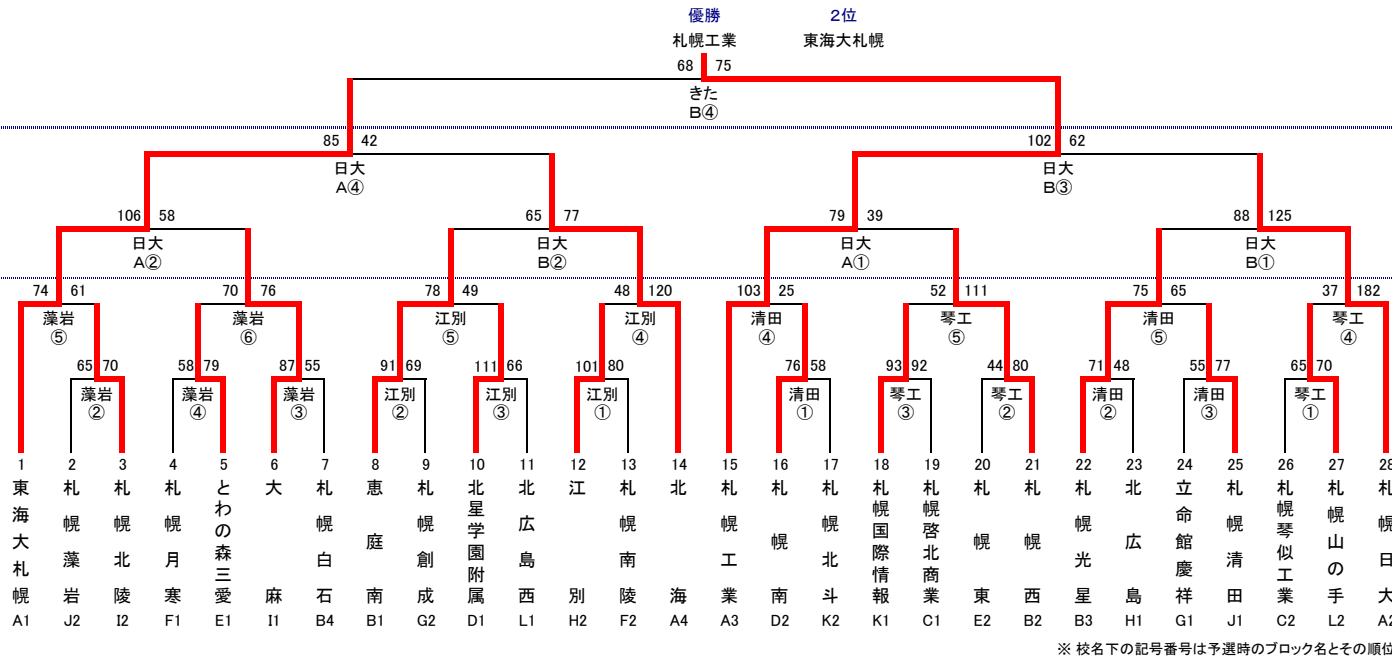 優勝 2位
札幌工業 東海大札幌
68 75
きた
B④
85 42 102 62
日大 日大
A④ B③
106 58 65 77 79 39 88 125
日大 日大 日大 日大
A② B② A① B①
74 61 70 76 78 49 48 120 103 25 52 111 75 65 37 182
藻岩 藻岩 江別 江別 清田 琴工 清田 琴工
⑤ ⑥ ⑤ ④ ④ ⑤ ⑤ ④
65 70 58 79 87 55 91 69 111 66 101 80 76 58 93 92 44 80 71 48 55 77 65 70
藻岩 藻岩 藻岩 江別 江別 江別 清田 琴工 琴工 清田 清田 琴工
② ④ ③ ② ③ ① ① ③ ② ② ③ ①
1 2 3 4 5 6 7 8 9 10 11 12 13 14 15 16 17 18 19 20 21 22 23 24 25 26 27 28
東海大札幌
札幌藻岩
札幌北陵
札幌月寒
とわの森三愛
大麻
札幌白石
恵庭南
札幌創成
北星学園附属
北広島西
江別
札幌南陵
北海
札幌工業
札幌南
札幌北斗
札幌国際情報
札幌啓北商業
札幌東
札幌西
札幌光星
北広島
立命館慶祥
札幌清田
札幌琴似工業
札幌山の手
札幌日大
A1 J2 I2 F1 E1 I1 B4 B1 G2 D1 L1 H2 F2 A4 A3 D2 K2 K1 C1 E2 B2 B3 H1 G1 J1 C2 L2 A2
※ 校名下の記号番号は予選時のブロック名とその順位